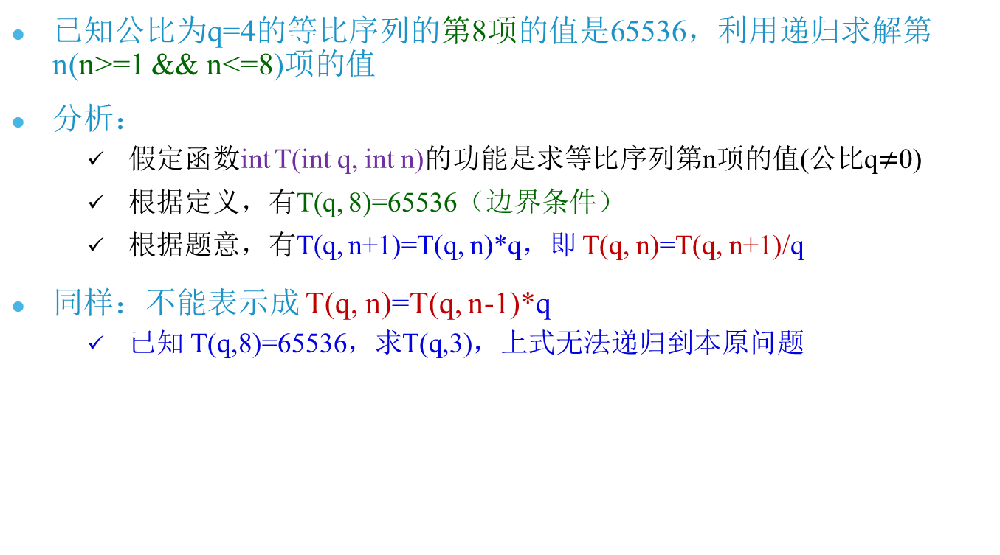 已知公比为q=4的等比序列的第8项的值是65536，利用递归求解第
n(n>=1 && n<=8)项的值
分析：
假定函数int T(int q, int n)的功能是求等比序列第n项的值(公比q≠0)
根据定义，有T(q, 8)=65536（边界条件）
根据题意，有T(q, n+1)=T(q, n)*q，即 T(q, n)=T(q, n+1)/q
同样：不能表示成 T(q, n)=T(q, n-1)*q
已知 T(q,8)=65536，求T(q,3)，上式无法递归到本原问题